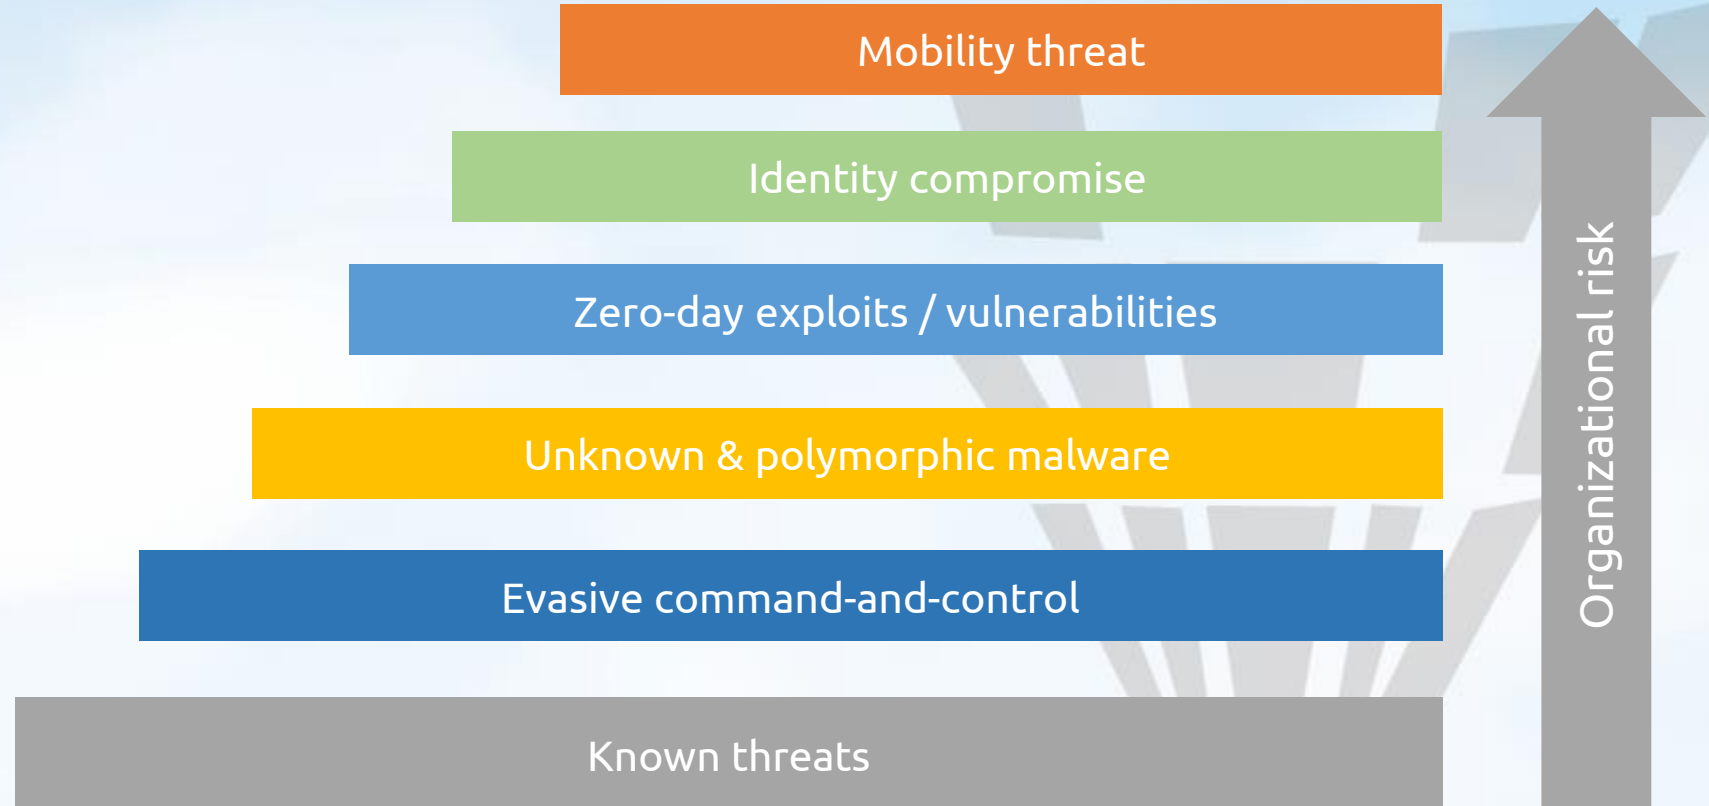 Mobility threat
Identity compromise
Zero-day exploits / vulnerabilities
Unknown & polymorphic malware
Evasive command-and-control
Known threats
Organizational risk